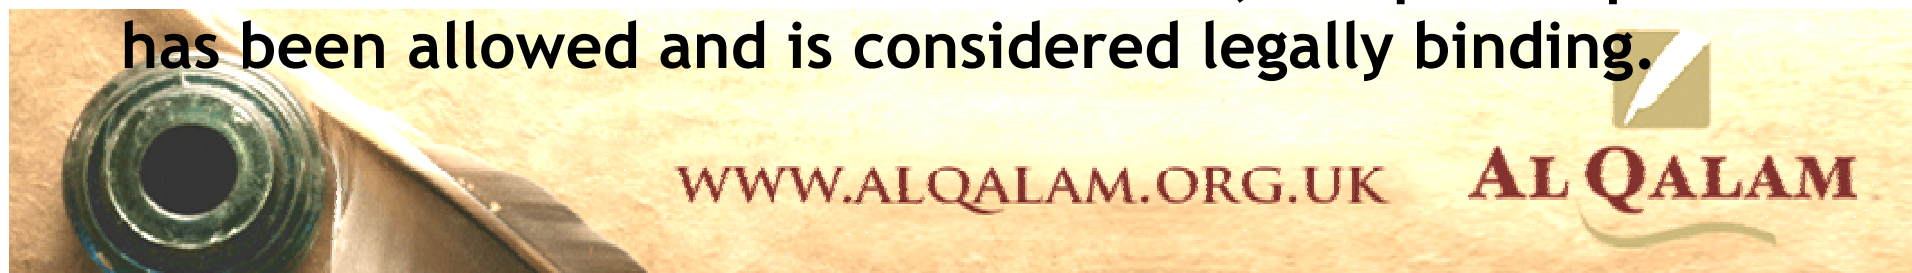 has been allowed and is considered legally binding.
WWW.ALQALAM.ORG.UK
AL QALAM